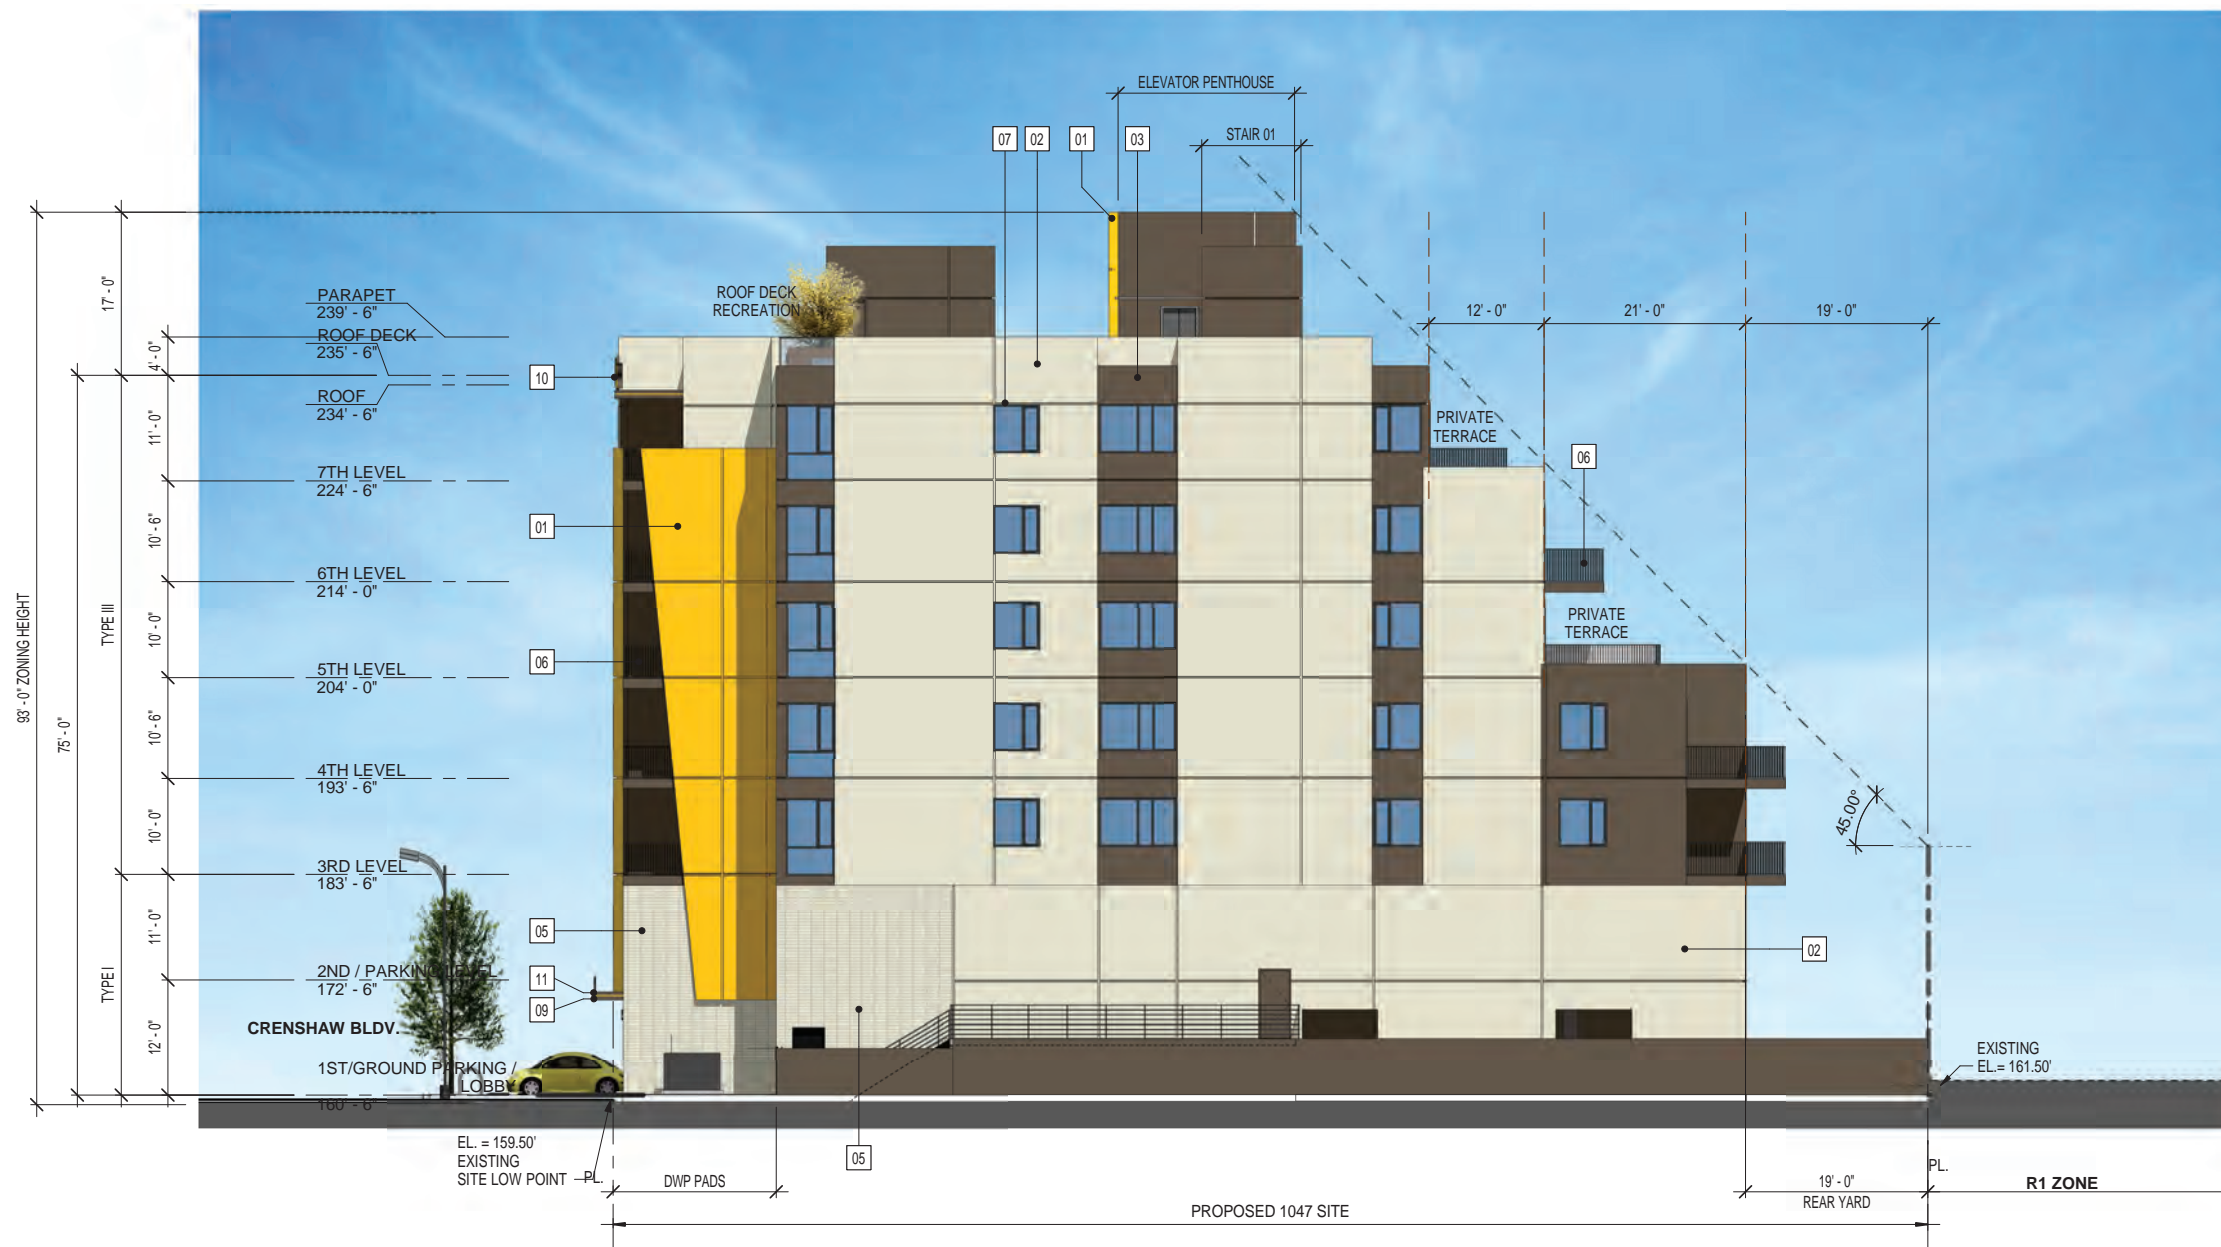 ELEVATOR PENTHOUSE
07
02
01
03
STAIR 01
17' - 0"
PARAPET
239' - 6"
ROOF DECK
RECREATION
12' - 0"
21' - 0"
19' - 0"
ROOF DECK
235' - 6"
4' - 0"
10
ROOF
234' - 6"
11' - 0"
PRIVATE
TERRACE
06
7TH LEVEL
224' - 6"
01
10' - 6"
6TH LEVEL
214' - 0"
93' - 0" ZONING HEIGHT
TYPE III
10' - 0"
PRIVATE
TERRACE
06
5TH LEVEL
204' - 0"
75' - 0"
10' - 6"
4TH LEVEL
193' - 6"
10' - 0"
45.00°
3RD LEVEL
183' - 6"
11' - 0"
05
02
TYPE I
2ND / PARKING LEVEL
172' - 6"
11
09
CRENSHAW BLDV.
12' - 0"
1ST/GROUND PARKING /
LOBBY
160' - 6"
EXISTING
EL.= 161.50'
EL. = 159.50'
EXISTING
SITE LOW POINT
PL.
05
DWP PADS
19' - 0"
REAR YARD
PL.
R1 ZONE
PROPOSED 1047 SITE